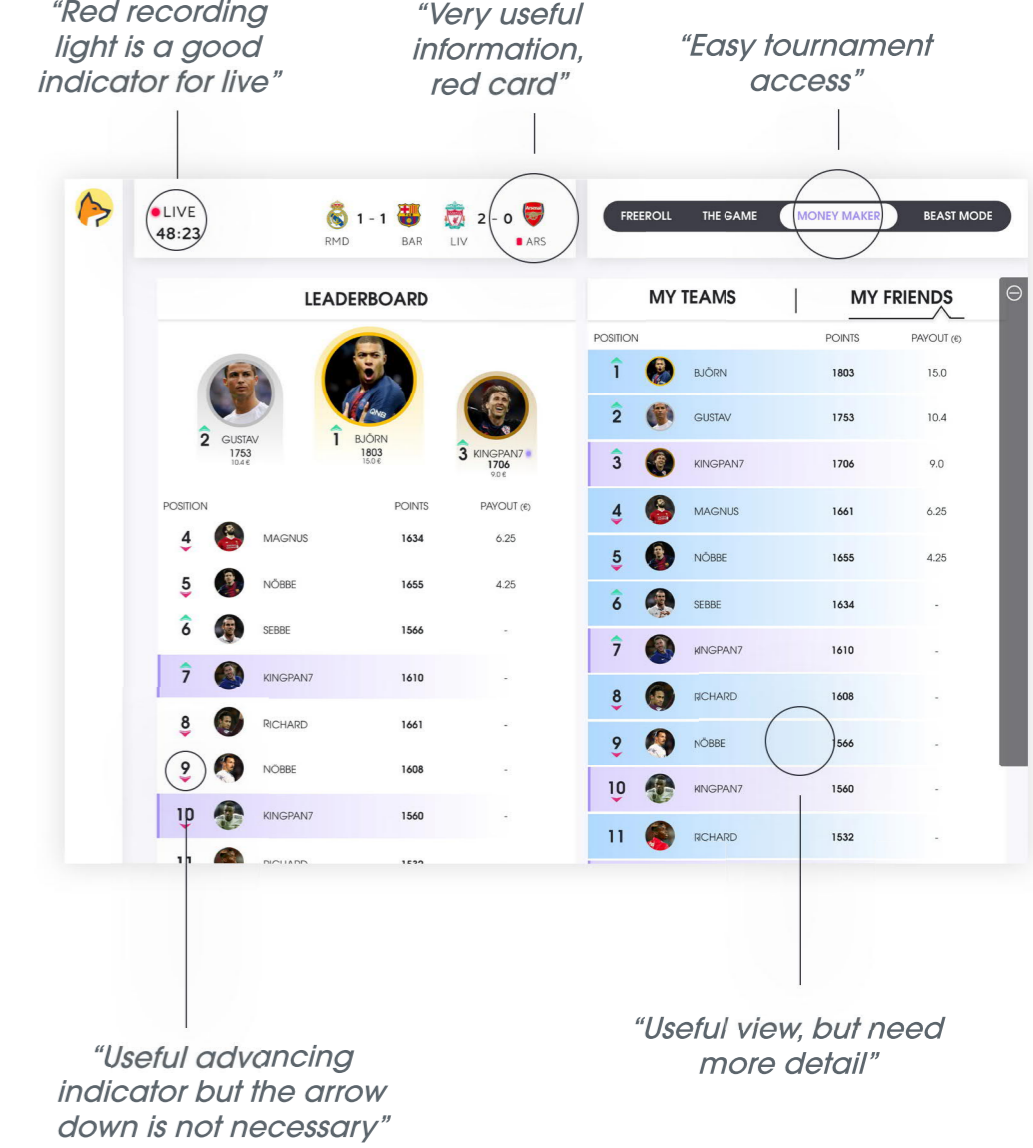 “Red recording
light is a good
indicator for live”
“Very useful
information,
red card”
“Easy tournament
access”
LIVE
48:23
1 - 1
2 - 0
Arsenal
RMD BAR LIV ARS
FREEROLL THE GAME MONEY MAKER BEAST MODE
LEADERBOARD
QNB
2 GUSTAV
1753
10.4 €
1 BJÖRN
1803
15.0 €
3 KINGPAN7
1706
9.0 €
POSITION POINTS PAYOUT (€)
4 MAGNUS 1634 6.25
5 NÖBBE 1655 4.25
6 SEBBE 1566 -
7 KINGPAN7 1610 -
8 RICHARD 1661 -
9 NOBBE 1608 -
10 KINGPAN7 1560 -
11 RICHARD 1532
MY TEAMS | MY FRIENDS
POSITION POINTS PAYOUT (€)
1 BJÖRN 1803 15.0
2 GUSTAV 1753 10.4
3 KINGPAN7 1706 9.0
4 MAGNUS 1661 6.25
5 NÖBBE 1655 4.25
6 SEBBE 1634 -
7 KINGPAN7 1610 -
8 RICHARD 1608 -
9 NÖBBE 1566 -
10 KINGPAN7 1560 -
11 RICHARD 1532 -
“Useful advancing
indicator but the arrow
down is not necessary”
“Useful view, but need
more detail”